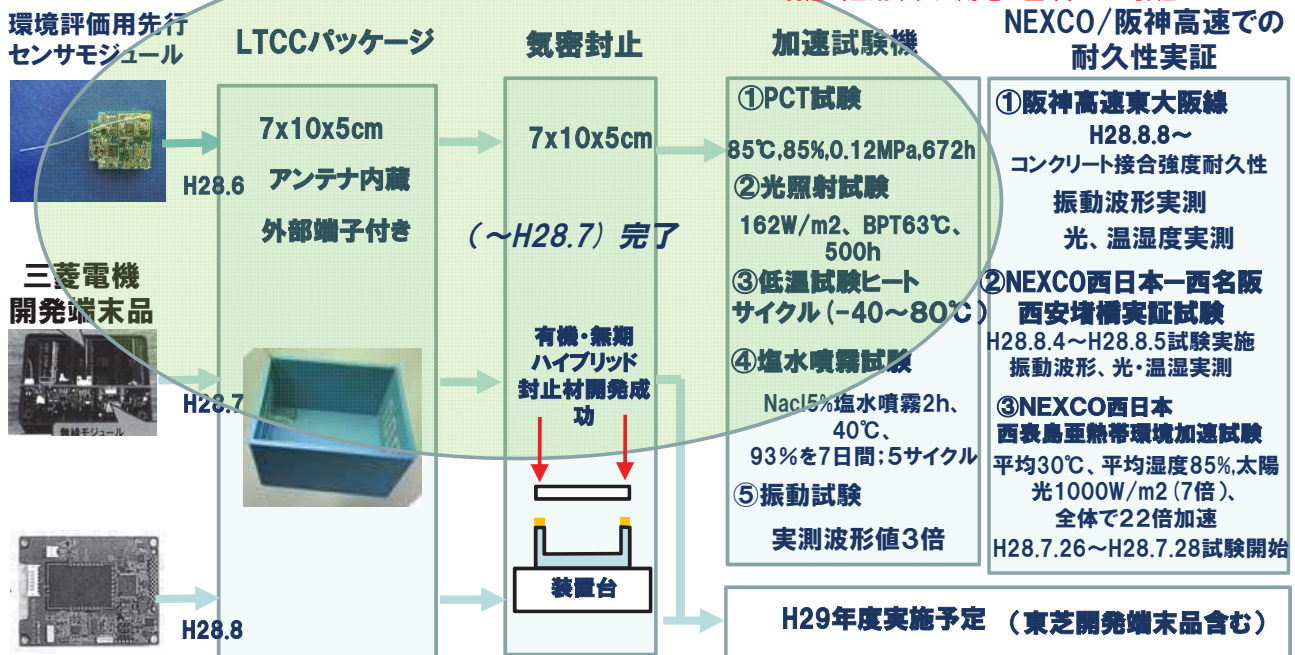 環境評価用先行
センサモジュール
LTCCパッケージ
気密封止
加速試験機
NEXCO/阪神高速での
耐久性実証
H28.6
7x10x5cm
アンテナ内蔵
外部端子付き
7x10x5cm
(～H28.7) 完了
①PCT試験
85℃,85%,0.12MPa,672h
②光照射試験
162W/m2、BPT63℃、
500h
③低温試験ヒート
サイクル(-40～80℃)
④塩水噴霧試験
Nacl5%塩水噴霧2h、
40℃、
93%を7日間;5サイクル
⑤振動試験
実測波形値3倍
①阪神高速東大阪線
H28.8.8～
コンクリート接合強度耐久性
振動波形実測
光、温湿度実測
②NEXCO西日本ー西名阪
西安堵橋実証試験
H28.8.4～H28.8.5試験実施
振動波形、光・温湿実測
③NEXCO西日本
西表島亜熱帯環境加速試験
平均30℃、平均湿度85%,太陽
光1000W/m2(7倍)、
全体で22倍加速
H28.7.26～H28.7.28試験開始
三菱電機
開発端末品
無線モジュール
H28.7
有機・無期
ハイブリッド
封止材開発成
功
装置台
H28.8
H29年度実施予定 (東芝開発端末品含む)